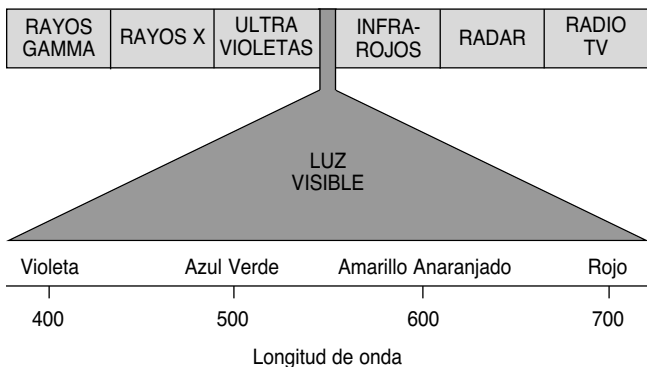 RAYOS GAMMA
RAYOS X
ULTRA VIOLETAS
INFRA-
ROJOS
RADAR
RADIO TV
LUZ
VISIBLE
Violeta Azul Verde Amarillo Anaranjado Rojo
400 500 600 700
Longitud de onda